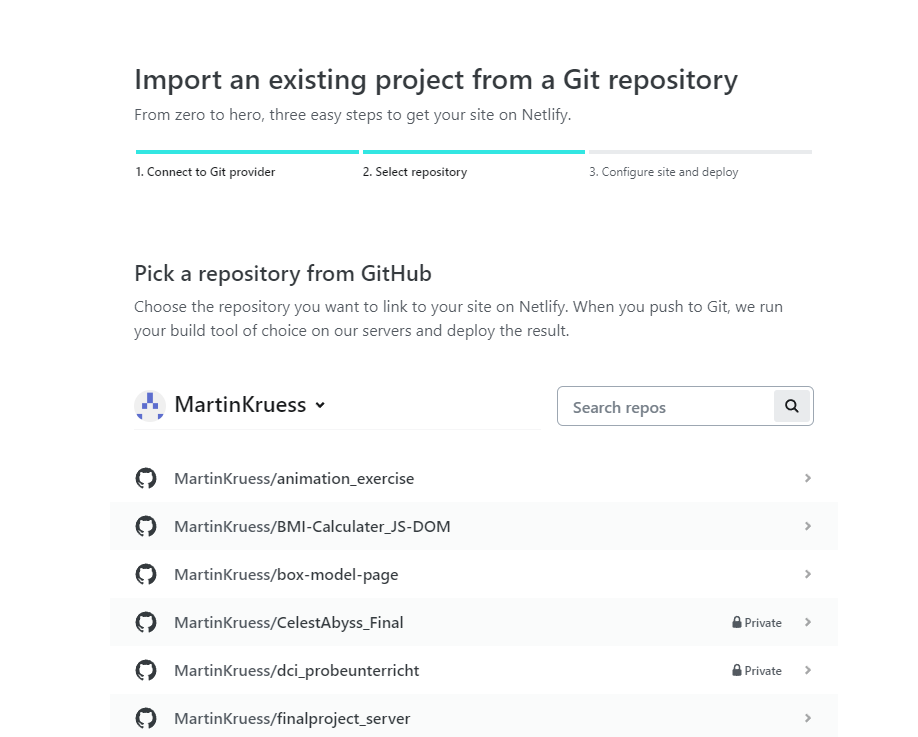 Import an existing project from a Git repository
From zero to hero, three easy steps to get your site on Netlify.
1. Connect to Git provider
2. Select repository
3. Configure site and deploy
Pick a repository from GitHub
Choose the repository you want to link to your site on Netlify. When you push to Git, we run
your build tool of choice on our servers and deploy the result.
MartinKruess
Search repos
MartinKruess/animation_exercise
MartinKruess/BMI-Calculater_JS-DOM
MartinKruess/box-model-page
MartinKruess/CelestAbyss_Final Private
MartinKruess/dci_probeunterricht Private
MartinKruess/finalproject_server